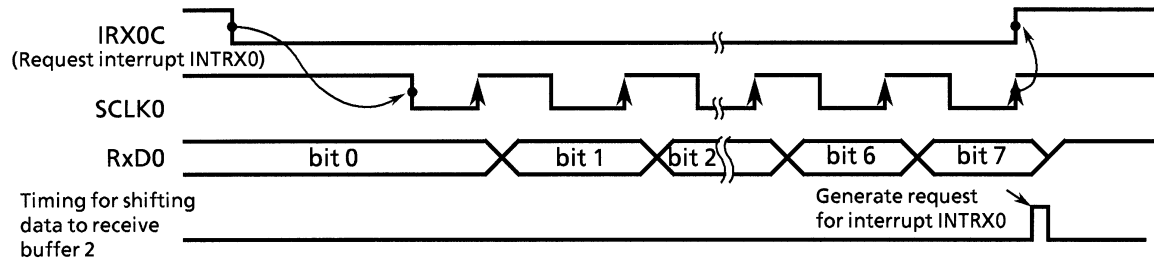 IRX0C
(Request interrupt INTRX0)
SCLK0
RxD0
bit 0
bit 1
bit 2
bit 6
bit 7
Timing for shifting
data to receive
buffer 2
Generate request
for interrupt INTRX0